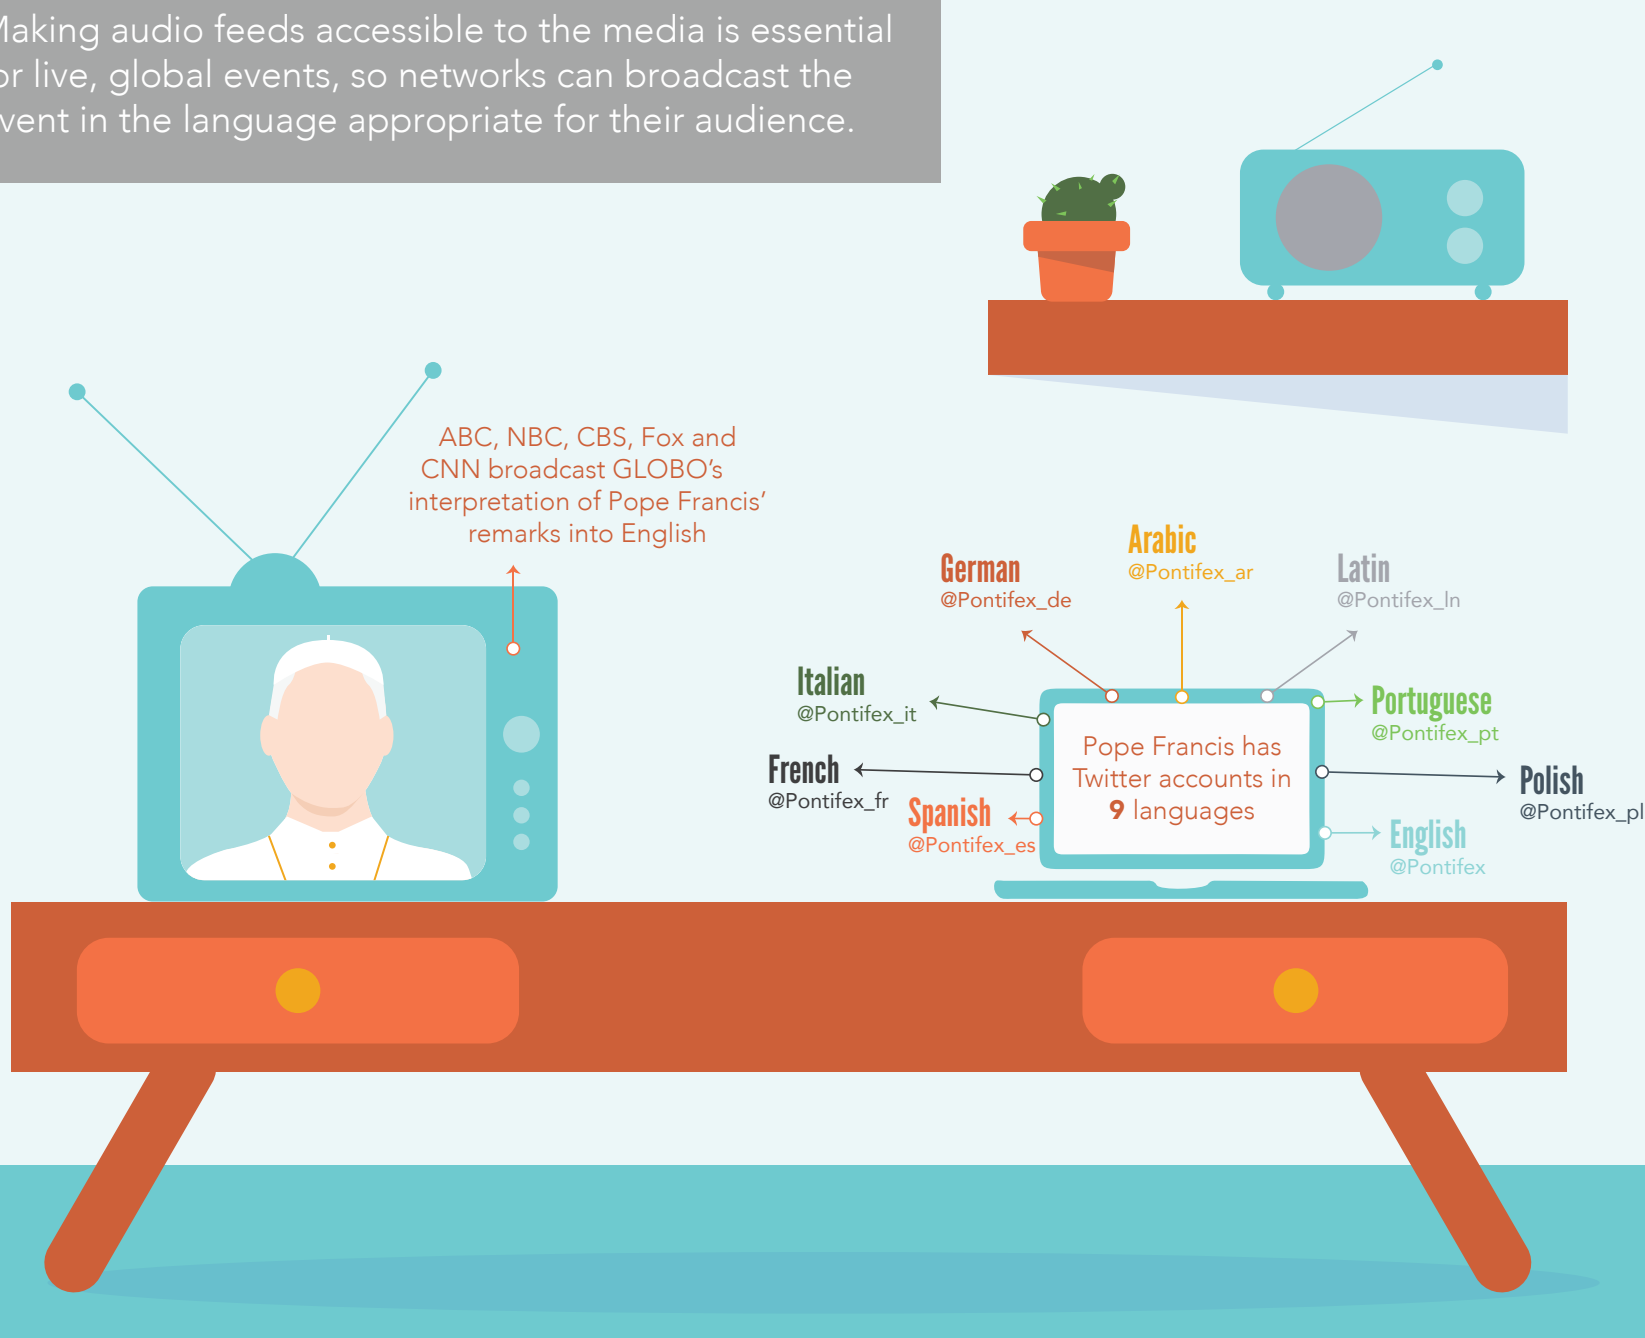 Making audio feeds accessible to the media is essential
or live, global events, so networks can broadcast the
vent in the language appropriate for their audience.
ABC, NBC, CBS, Fox and
CNN broadcast GLOBO’s
interpretation of Pope Francis’
remarks into English
German
@Pontifex_de
Arabic
@Pontifex_ar
Latin
@Pontifex_ln
Italian
@Pontifex_it
Portuguese
@Pontifex_pt
French
@Pontifex_fr
Spanish
@Pontifex_es
Pope Francis has
Twitter accounts in
9 languages
Polish
@Pontifex_pl
English
@Pontifex